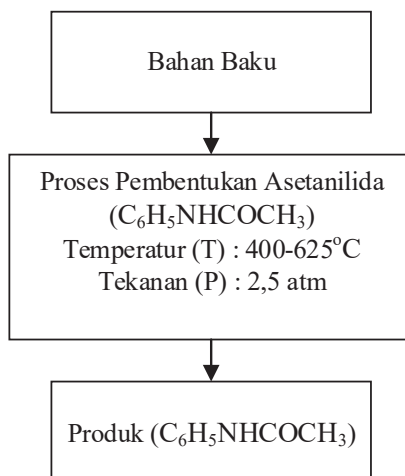 Bahan Baku
Proses Pembentukan Asetanilida
(C₆H₅NHCOCH₃)
Temperatur (T) : 400-625°C
Tekanan (P) : 2,5 atm
Produk (C₆H₅NHCOCH₃)